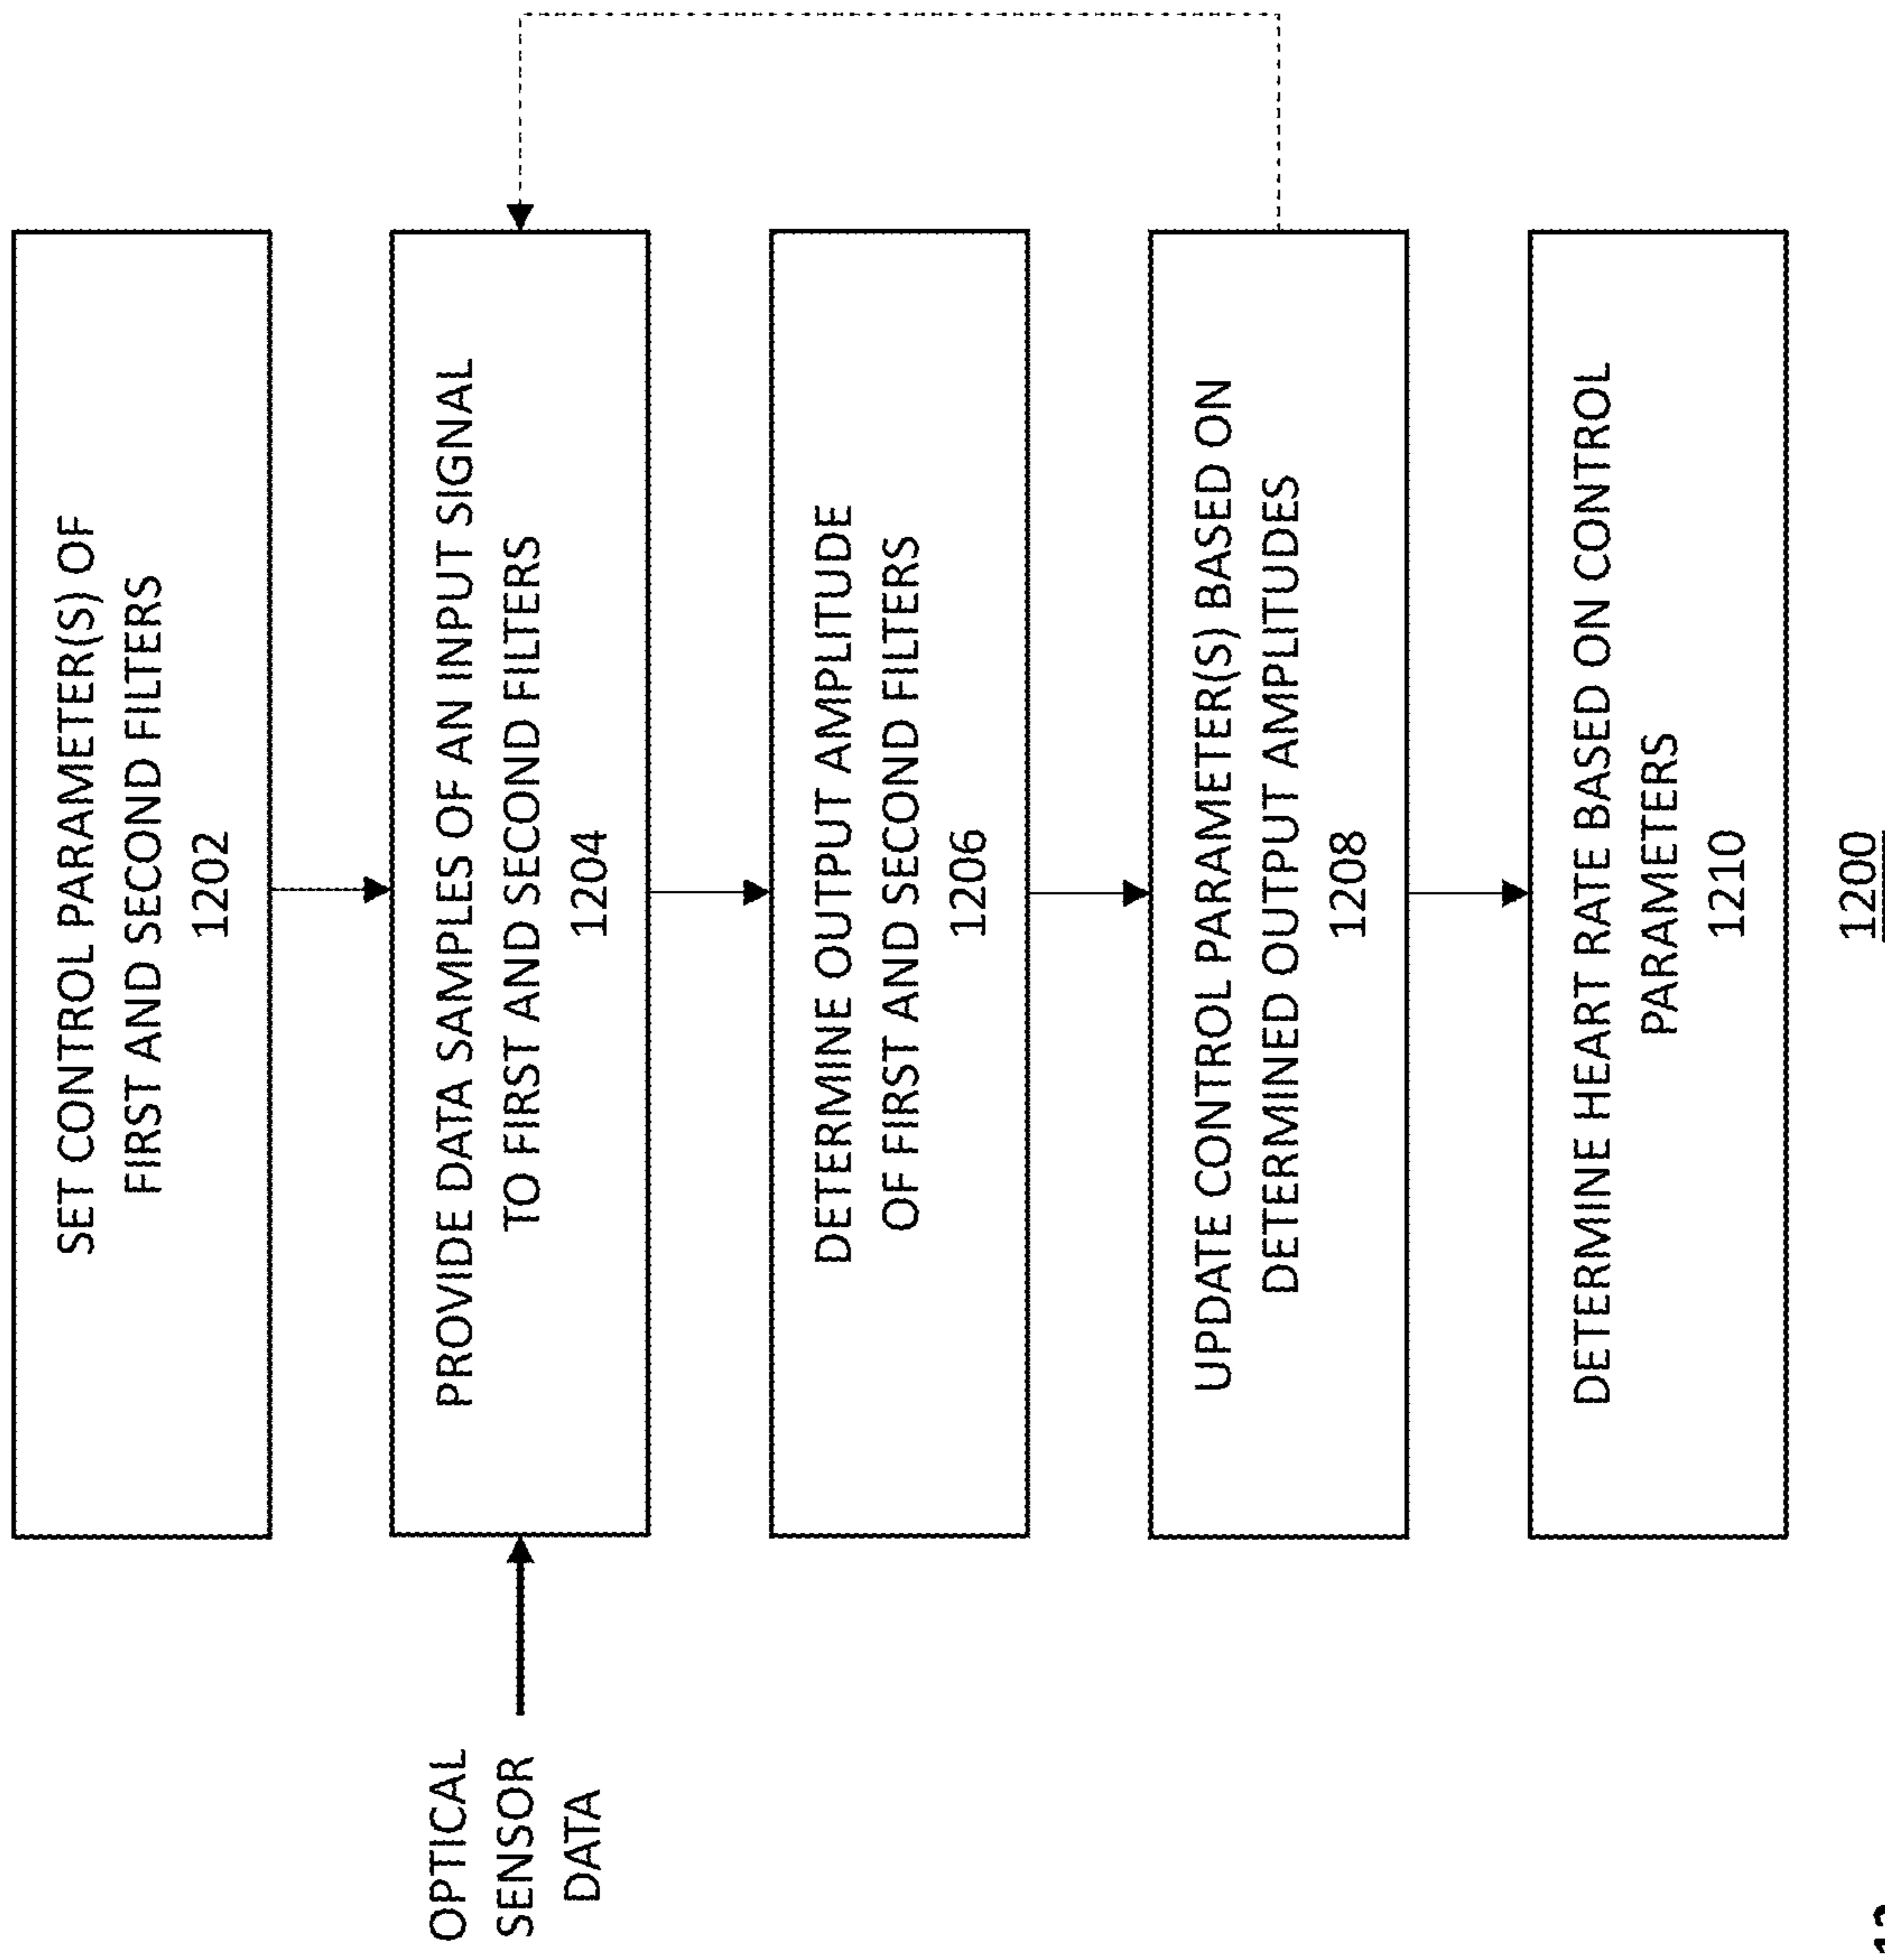 SET CONTROL PARAMETER(S) OF
FIRST AND SECOND FILTERS
1202
OPTICAL
SENSOR
DATA
PROVIDE DATA SAMPLES OF AN INPUT SIGNAL
TO FIRST AND SECOND FILTERS
1204
DETERMINE OUTPUT AMPLITUDE
OF FIRST AND SECOND FILTERS
1206
UPDATE CONTROL PARAMETER(S) BASED ON
DETERMINED OUTPUT AMPLITUDES
1208
DETERMINE HEART RATE BASED ON CONTROL
PARAMETERS
1210
1200